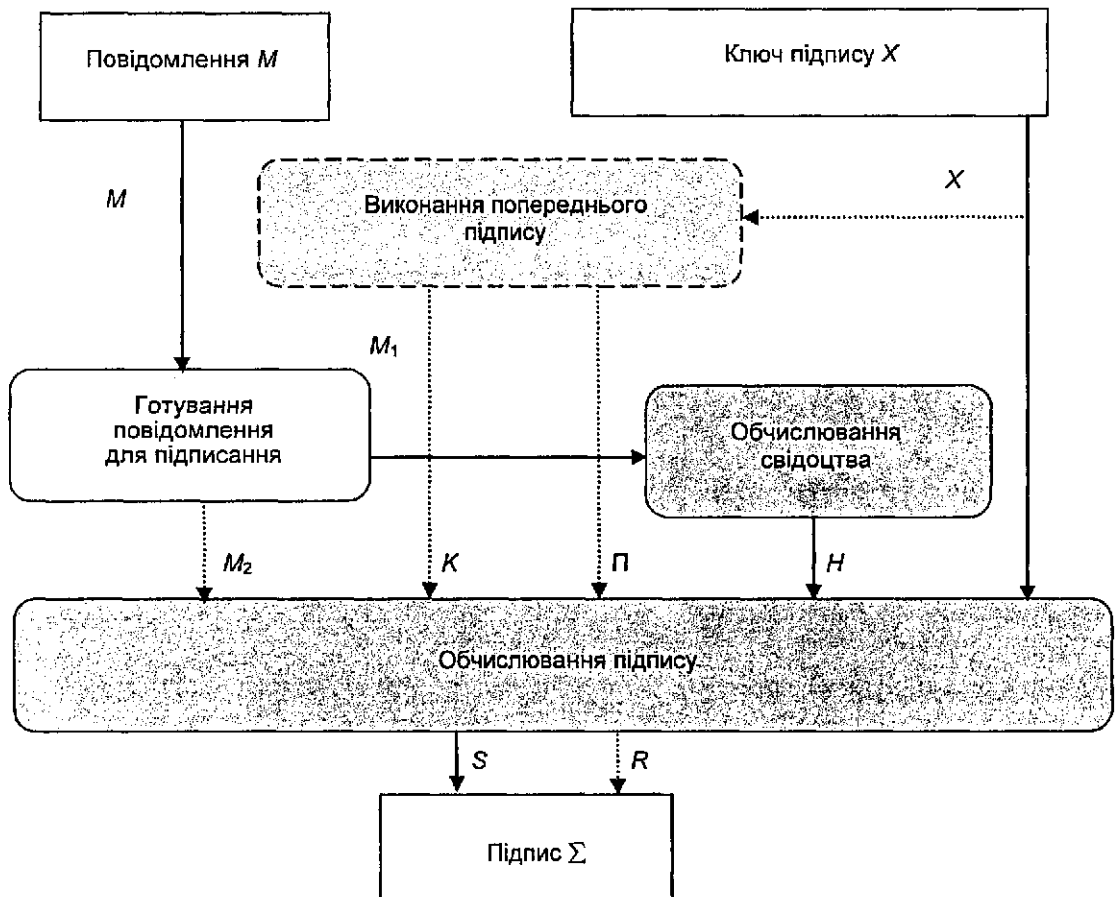 Повідомлення M
Ключ підпису X
M
X
Виконання попереднього
підпису
M₁
Готування
повідомлення
для підписання
Обчислювання
свідоцтва
M₂
K
П
H
Обчислювання підпису
S
R
Підпис Σ